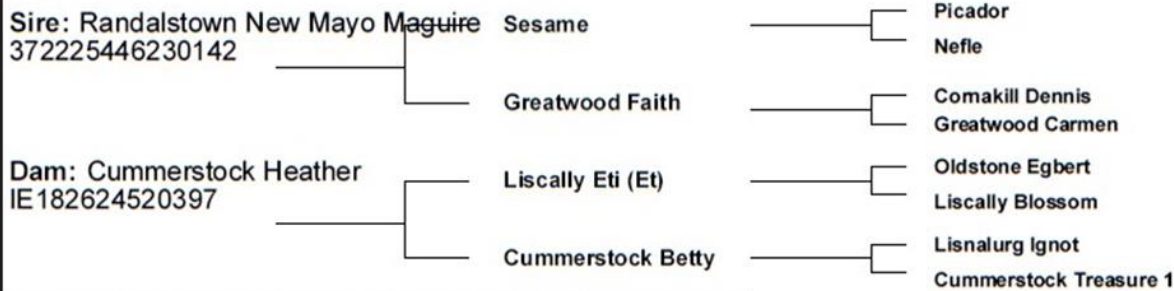 Sire: Randalstown New Mayo Maguire
372225446230142
Sesame
Picador
Nefle
Greatwood Faith
Comakill Dennis
Greatwood Carmen
Dam: Cummerstock Heather
IE182624520397
Liscally Eti (Et)
Oldstone Egbert
Liscally Blossom
Cummerstock Betty
Lisnalurg Ignot
Cummerstock Treasure 1